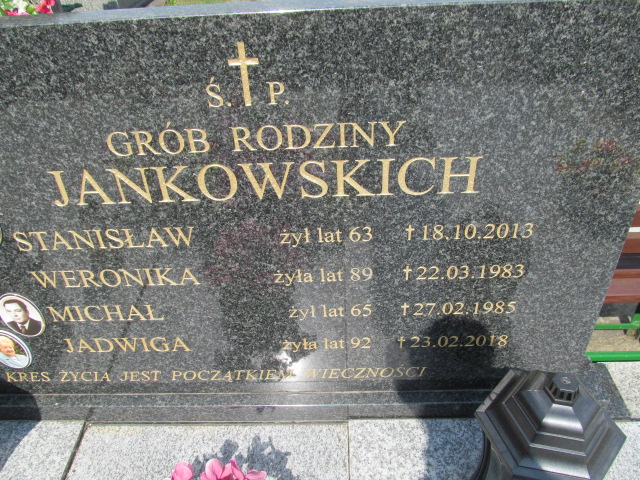 Ś. P.
GRÓB RODZINY
JANKOWSKICH
STANISŁAW żył lat 63 †18.10.2013
WERONIKA żyła lat 89 †22.03.1983
MICHAŁ żył lat 65 †27.02.1985
JADWIGA żyła lat 92 †23.02.2018
KRES ŻYCIA JEST POCZĄTKIEM WIECZNOŚCI